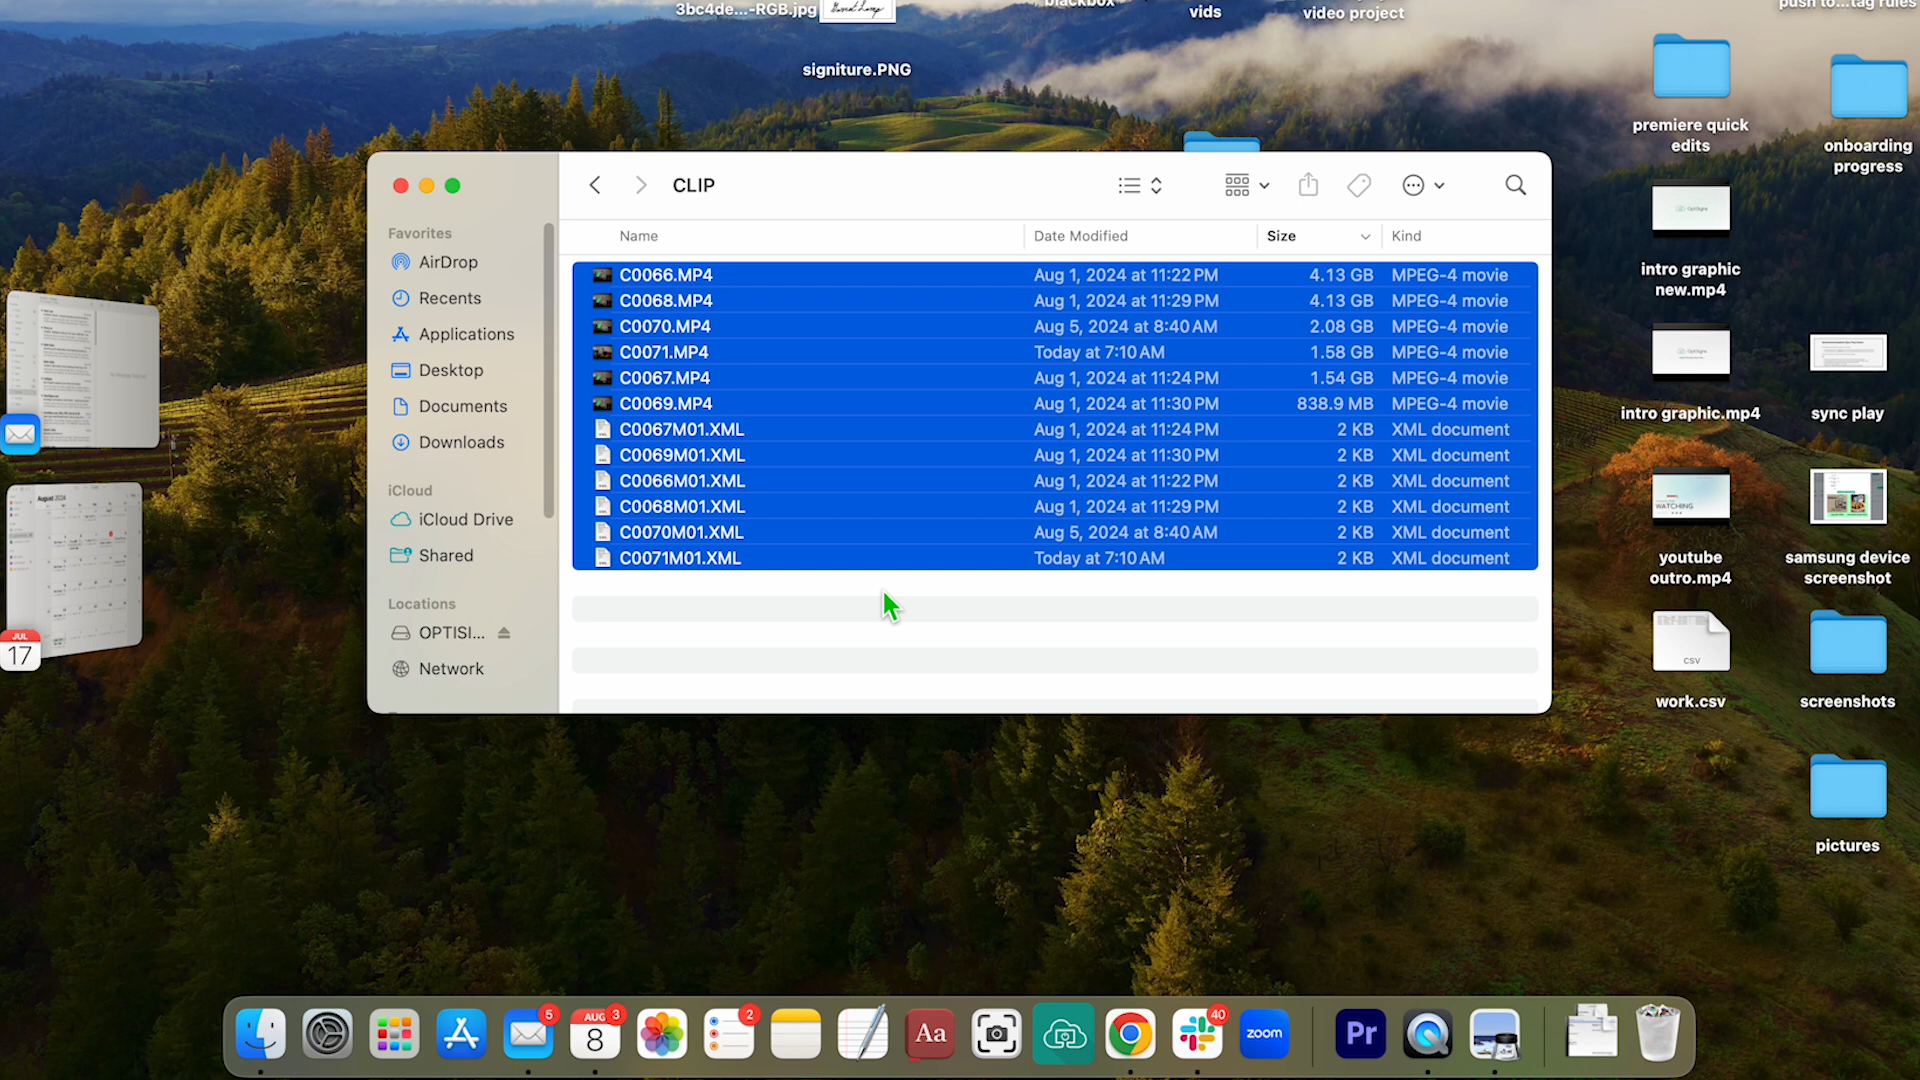 3bc4de...-RGB.jpg
blackbox
vids
video project
push to...tag rules
signiture.PNG
premiere quick
edits
onboarding
progress
CLIP
Favorites
AirDrop
Recents
Applications
Desktop
Documents
Downloads
iCloud
iCloud Drive
Shared
Locations
OPTISI...
Network
Name Date Modified Size Kind
C0066.MP4 Aug 1, 2024 at 11:22 PM 4.13 GB MPEG-4 movie
C0068.MP4 Aug 1, 2024 at 11:29 PM 4.13 GB MPEG-4 movie
C0070.MP4 Aug 5, 2024 at 8:40 AM 2.08 GB MPEG-4 movie
C0071.MP4 Today at 7:10 AM 1.58 GB MPEG-4 movie
C0067.MP4 Aug 1, 2024 at 11:24 PM 1.54 GB MPEG-4 movie
C0069.MP4 Aug 1, 2024 at 11:30 PM 838.9 MB MPEG-4 movie
C0067M01.XML Aug 1, 2024 at 11:24 PM 2 KB XML document
C0069M01.XML Aug 1, 2024 at 11:30 PM 2 KB XML document
C0066M01.XML Aug 1, 2024 at 11:22 PM 2 KB XML document
C0068M01.XML Aug 1, 2024 at 11:29 PM 2 KB XML document
C0070M01.XML Aug 5, 2024 at 8:40 AM 2 KB XML document
C0071M01.XML Today at 7:10 AM 2 KB XML document
OptiSigns
intro graphic
new.mp4
OptiSigns
intro graphic.mp4
sync play
WATCHING
youtube
outro.mp4
samsung device
screenshot
CSV
work.csv
screenshots
pictures
August 2024
JUL
17
5
AUG
3
8
2
Aa
40
zoom
Pr